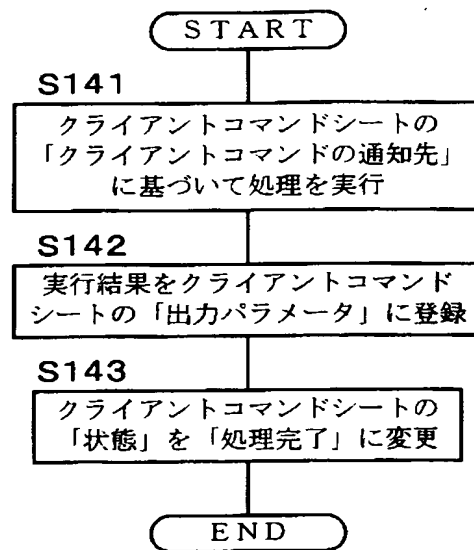 START
S141
クライアントコマンドシートの
「クライアントコマンドの通知先」
に基づいて処理を実行
S142
実行結果をクライアントコマンド
シートの「出力パラメータ」に登録
S143
クライアントコマンドシートの
「状態」を「処理完了」に変更
END